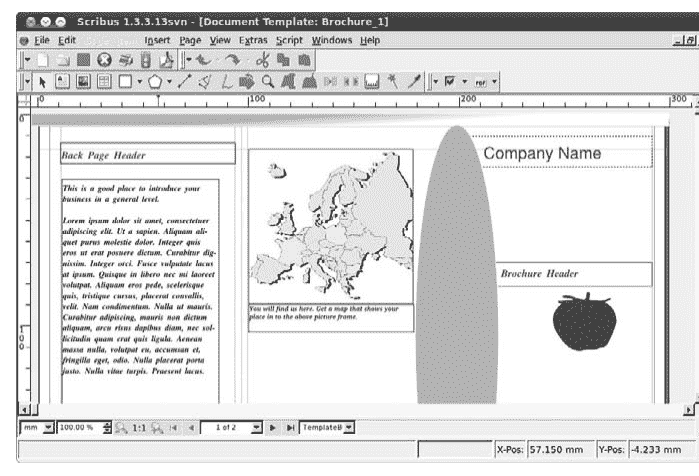 Scribus 1.3.3.13svn - [Document Template: Brochure_1]
File Edit Insert Page View Extras Script Windows Help
0 100 200 300
0
Back Page Header
Company Name
This is a good place to introduce your
business in a general level.
Lorem ipsum dolor sit amet, consectetuer
adipiscing elit. Ut a sapien. Aliquam ali-
quet purus molestie dolor. Integer quis
eros ut erat posuere dictum. Curabitur dig-
nissim. Integer orci. Fusce vulputate lacus
at ipsum. Quisque in libero nec mi laoreet
volutpat. Aliquam eros pede, scelerisque
quis, tristique cursus, placerat convallis,
velit. Nam condimentum. Nulla ut mauris.
Curabitur adipiscing, mauris non dictum
aliquam, arcu risus dapibus diam, nec sol-
licitudin quam erat quis ligula. Aenean
massa nulla, volutpat eu, accumsan et,
fringilla eget, odio. Nulla placerat porta
justo. Nulla vitae turpis. Praesent lacus.
Brochure Header
You will find us here. Get a map that shows your
place in to the above picture frame.
100
mm 100.00 % 1:1 1 of 2 TemplateB
X-Pos: 57.150 mm Y-Pos: -4.233 mm